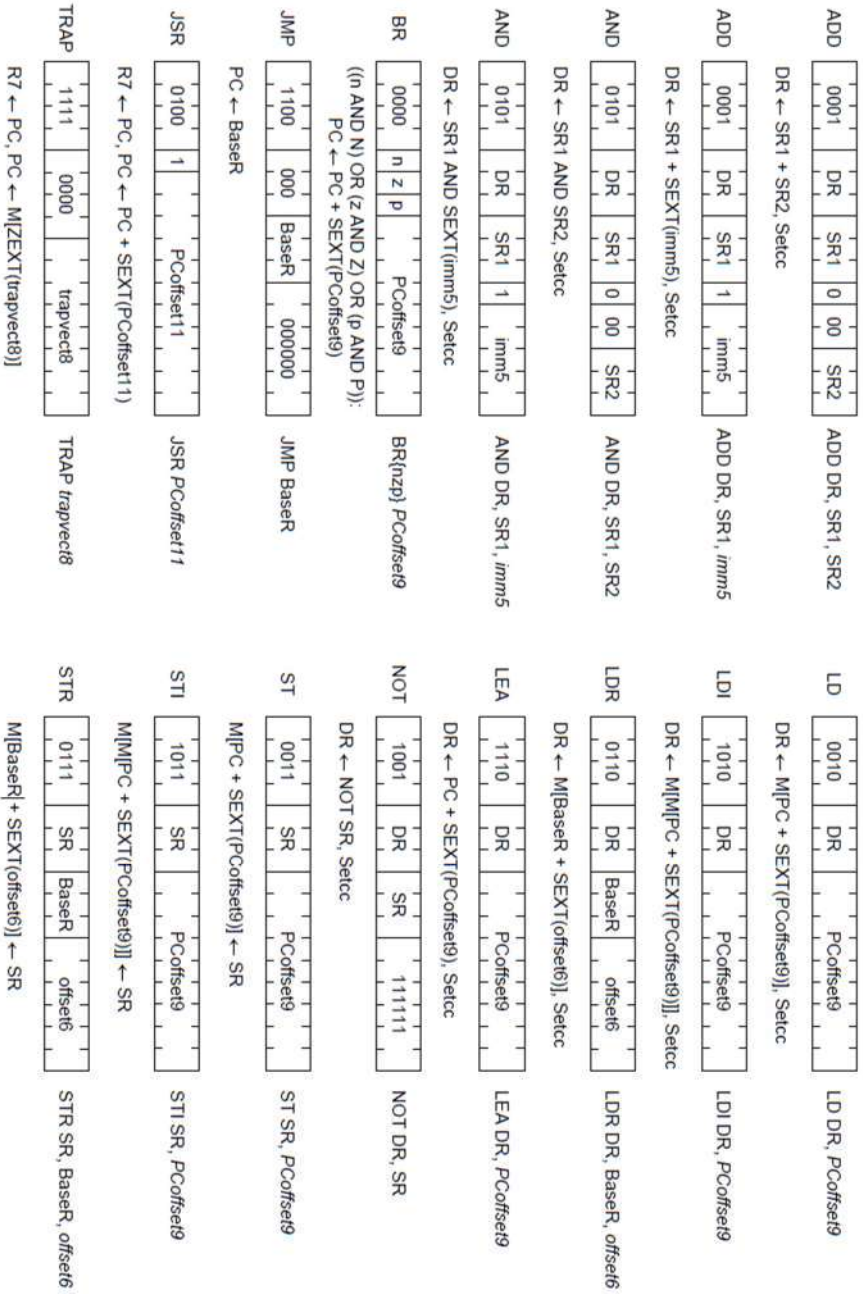 ADD 0001 DR SR1 0 00 SR2 ADD DR, SR1, SR2
DR ← SR1 + SR2, Setcc
ADD 0001 DR SR1 1 imm5 ADD DR, SR1, imm5
DR ← SR1 + SEXT(imm5), Setcc
AND 0101 DR SR1 0 00 SR2 AND DR, SR1, SR2
DR ← SR1 AND SR2, Setcc
AND 0101 DR SR1 1 imm5 AND DR, SR1, imm5
DR ← SR1 AND SEXT(imm5), Setcc
BR 0000 n z p PCoffset9 BR{nzp} PCoffset9
((n AND N) OR (z AND Z) OR (p AND P)):
PC ← PC + SEXT(PCoffset9)
JMP 1100 000 BaseR 000000 JMP BaseR
PC ← BaseR
JSR 0100 1 PCoffset11 JSR PCoffset11
R7 ← PC, PC ← PC + SEXT(PCoffset11)
TRAP 1111 0000 trapvect8 TRAP trapvect8
R7 ← PC, PC ← M[ZEXT(trapvect8)]
LD 0010 DR PCoffset9 LD DR, PCoffset9
DR ← M[PC + SEXT(PCoffset9)], Setcc
LDI 1010 DR PCoffset9 LDI DR, PCoffset9
DR ← M[M[PC + SEXT(PCoffset9)]], Setcc
LDR 0110 DR BaseR offset6 LDR DR, BaseR, offset6
DR ← M[BaseR + SEXT(offset6)], Setcc
LEA 1110 DR PCoffset9 LEA DR, PCoffset9
DR ← PC + SEXT(PCoffset9), Setcc
NOT 1001 DR SR 111111 NOT DR, SR
DR ← NOT SR, Setcc
ST 0011 SR PCoffset9 ST SR, PCoffset9
M[PC + SEXT(PCoffset9)] ← SR
STI 1011 SR PCoffset9 STI SR, PCoffset9
M[M[PC + SEXT(PCoffset9)]] ← SR
STR 0111 SR BaseR offset6 STR SR, BaseR, offset6
M[BaseR + SEXT(offset6)] ← SR